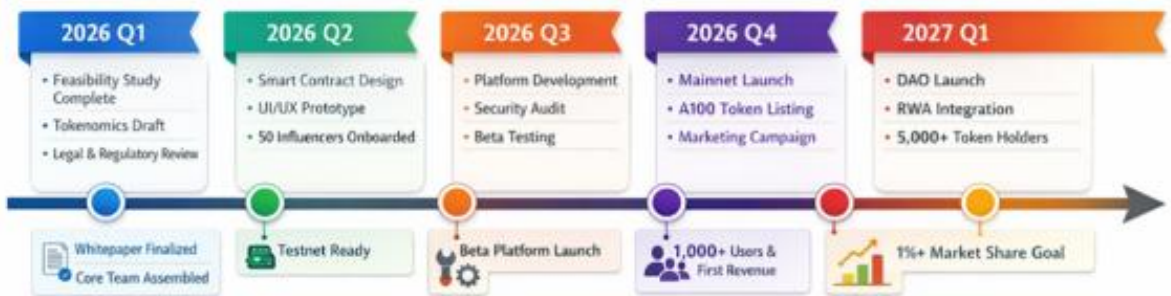 2026 Q1
Feasibility Study
Complete
Tokenomics Draft
Legal & Regulatory Review
Whitepaper Finalized
Core Team Assembled
2026 Q2
Smart Contract Design
UI/UX Prototype
50 Influencers Onboarded
Testnet Ready
2026 Q3
Platform Development
Security Audit
Beta Testing
Beta Platform Launch
2026 Q4
Mainnet Launch
A100 Token Listing
Marketing Campaign
1,000+ Users &
First Revenue
2027 Q1
DAO Launch
RWA Integration
5,000+ Token Holders
1%+ Market Share Goal